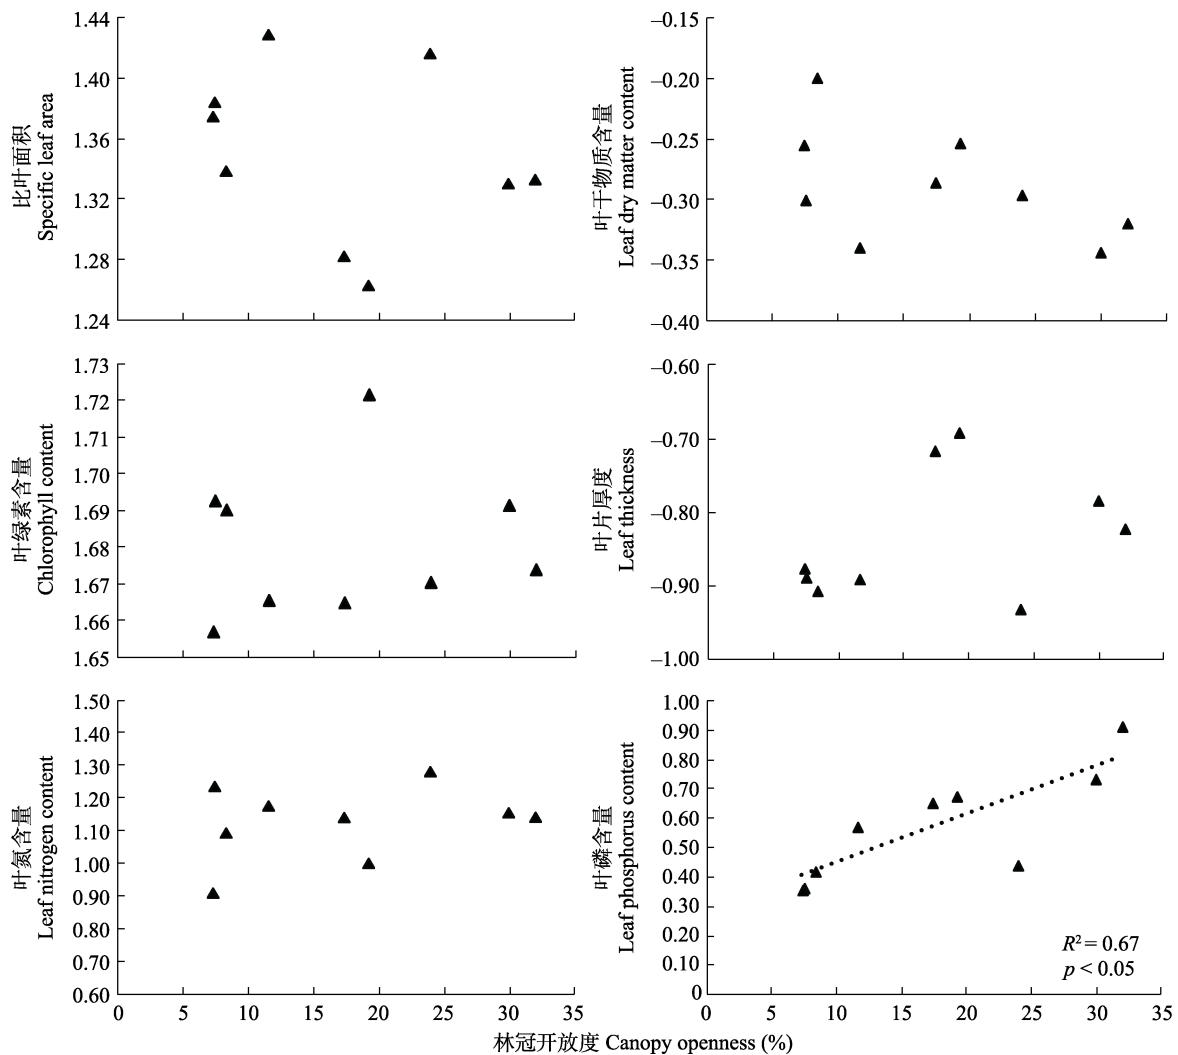 比叶面积
Specific leaf area
1.44
1.40
1.36
1.32
1.28
1.24
叶干物质含量
Leaf dry matter content
–0.15
–0.20
–0.25
–0.30
–0.35
–0.40
叶绿素含量
Chlorophyll content
1.73
1.72
1.71
1.70
1.69
1.68
1.67
1.66
1.65
叶片厚度
Leaf thickness
–0.60
–0.70
–0.80
–0.90
–1.00
叶氮含量
Leaf nitrogen content
1.50
1.40
1.30
1.20
1.10
1.00
0.90
0.80
0.70
0.60
0 5 10 15 20 25 30 35
叶磷含量
Leaf phosphorus content
1.00
0.90
0.80
0.70
0.60
0.50
0.40
0.30
0.20
0.10
0
R² = 0.67
p < 0.05
0 5 10 15 20 25 30 35
林冠开放度 Canopy openness (%)